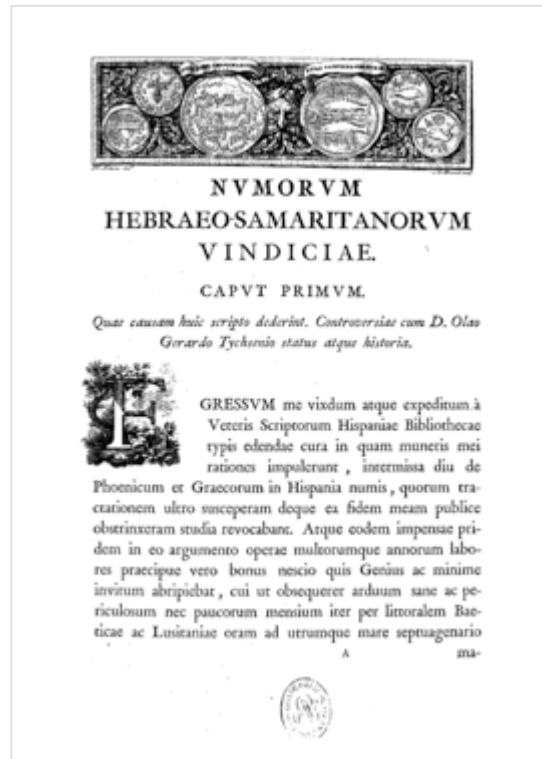 NVMORVM
HEBRAEO-SAMARITANORVM
VINDICIAE.
CAPVT PRIMVM.
Quae causam huic scripto dederint. Controversiae cum D. Olao
Gerardo Tychsenio status atque historia.
EGRESSVM me vixdum atque expeditum à
Veteris Scriptorum Hispaniae Bibliothecae
typis edendae cura in quam muneris mei
rationes impulerunt, intermissa diu de
Phoenicum et Graecorum in Hispania numis, quorum tra-
ctationem ultro susceperam deque ea fidem meam publice
obstrinxeram studia revocabant. Atque eodem impensae pri-
dem in eo argumento operae multorumque annorum labo-
res praecipue vero bonus nescio quis Genius ac minime
invitum abripiebat, cui ut obsequerer arduum sane ac pe-
riculosum nec paucorum mensium iter per littoralem Bae-
ticae ac Lusitaniae oram ad utrumque mare septuagenario
A ma-